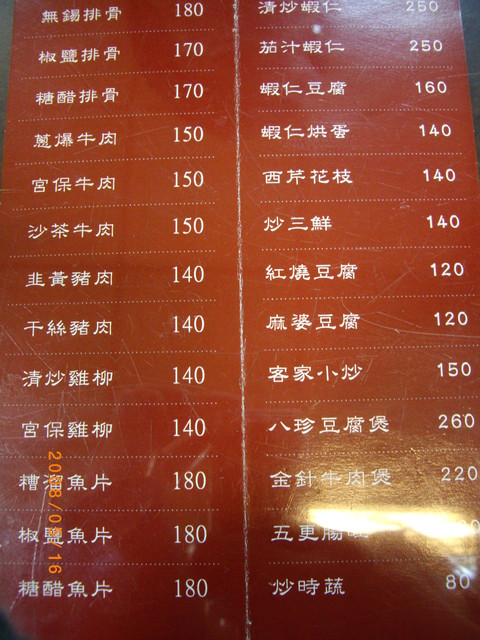 無錫排骨 180
椒鹽排骨 170
糖醋排骨 170
蔥爆牛肉 150
宮保牛肉 150
沙茶牛肉 150
韭黃豬肉 140
干絲豬肉 140
清炒雞柳 140
宮保雞柳 140
糟溜魚片 180
椒鹽魚片 180
糖醋魚片 180
清炒蝦仁 250
茄汁蝦仁 250
蝦仁豆腐 160
蝦仁烘蛋 140
西芹花枝 140
炒三鮮 140
紅燒豆腐 120
麻婆豆腐 120
客家小炒 150
八珍豆腐煲 260
金針牛肉煲 220
五更腸
炒時蔬 80